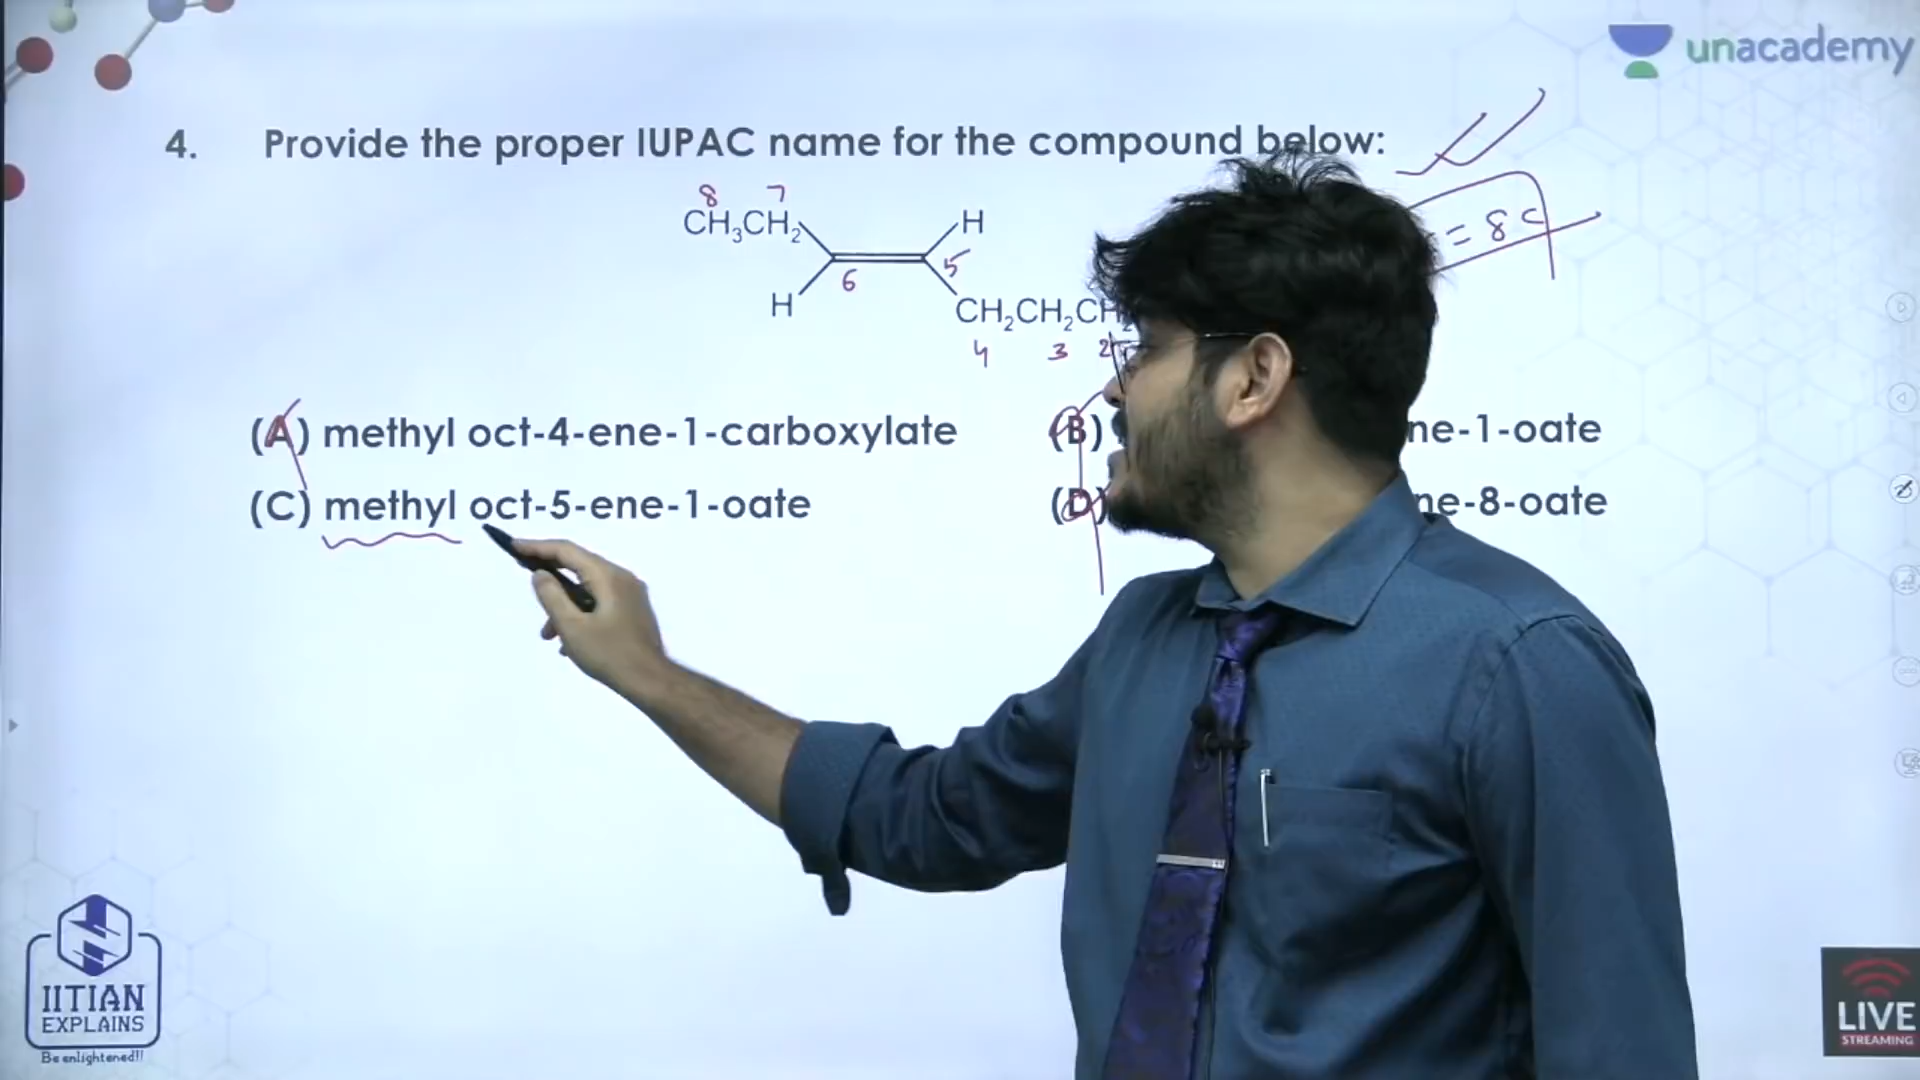 unacademy
4. Provide the proper IUPAC name for the compound below:
8 7
CH₃CH₂ H
= 8C
6 5
H CH₂CH₂CH₂
4 3 2
(A) methyl oct-4-ene-1-carboxylate (B) ne-1-oate
(C) methyl oct-5-ene-1-oate (D) ne-8-oate
IITIAN
EXPLAINS
Be enlightened!!
LIVE
STREAMING